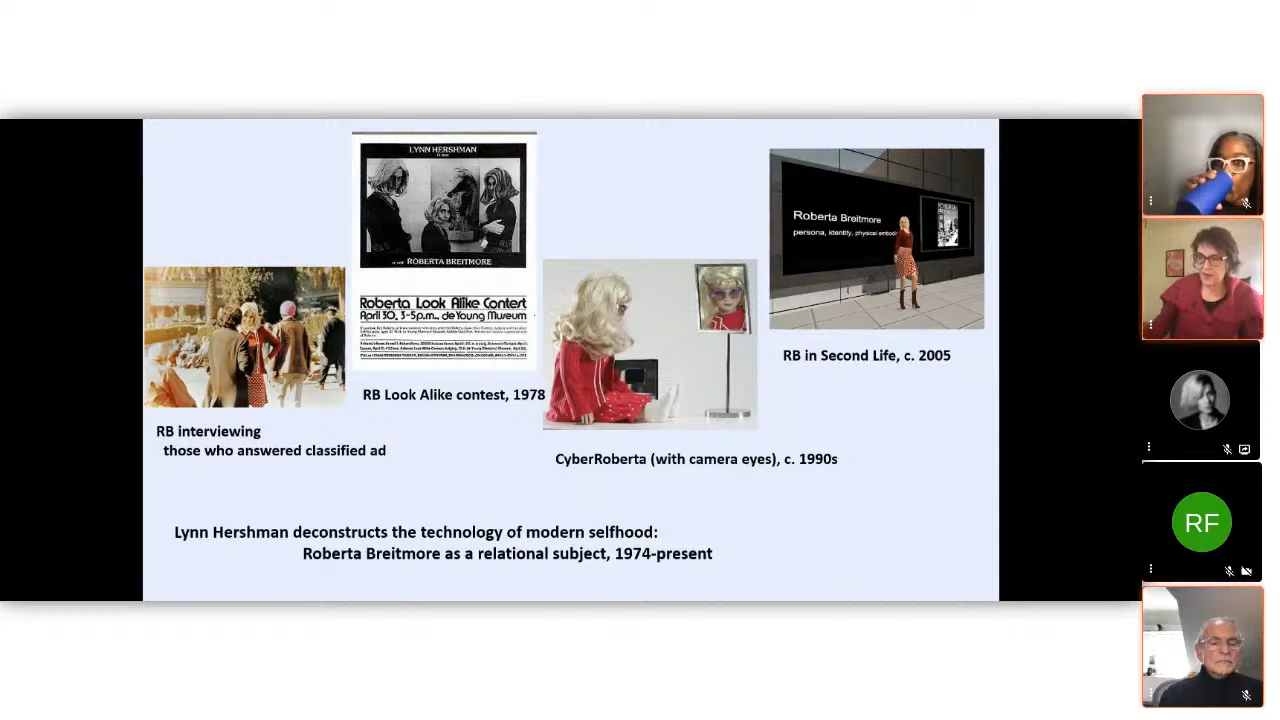 LYNN HERSHMAN
ROBERTA BREITMORE
Roberta Look Alike Contest
April 30, 3-5p.m., de Young Museum
Roberta Breitmore
persona, identity, physical embodi
RB in Second Life, c. 2005
RB Look Alike contest, 1978
RB interviewing
those who answered classified ad
CyberRoberta (with camera eyes), c. 1990s
Lynn Hershman deconstructs the technology of modern selfhood:
Roberta Breitmore as a relational subject, 1974-present
RF